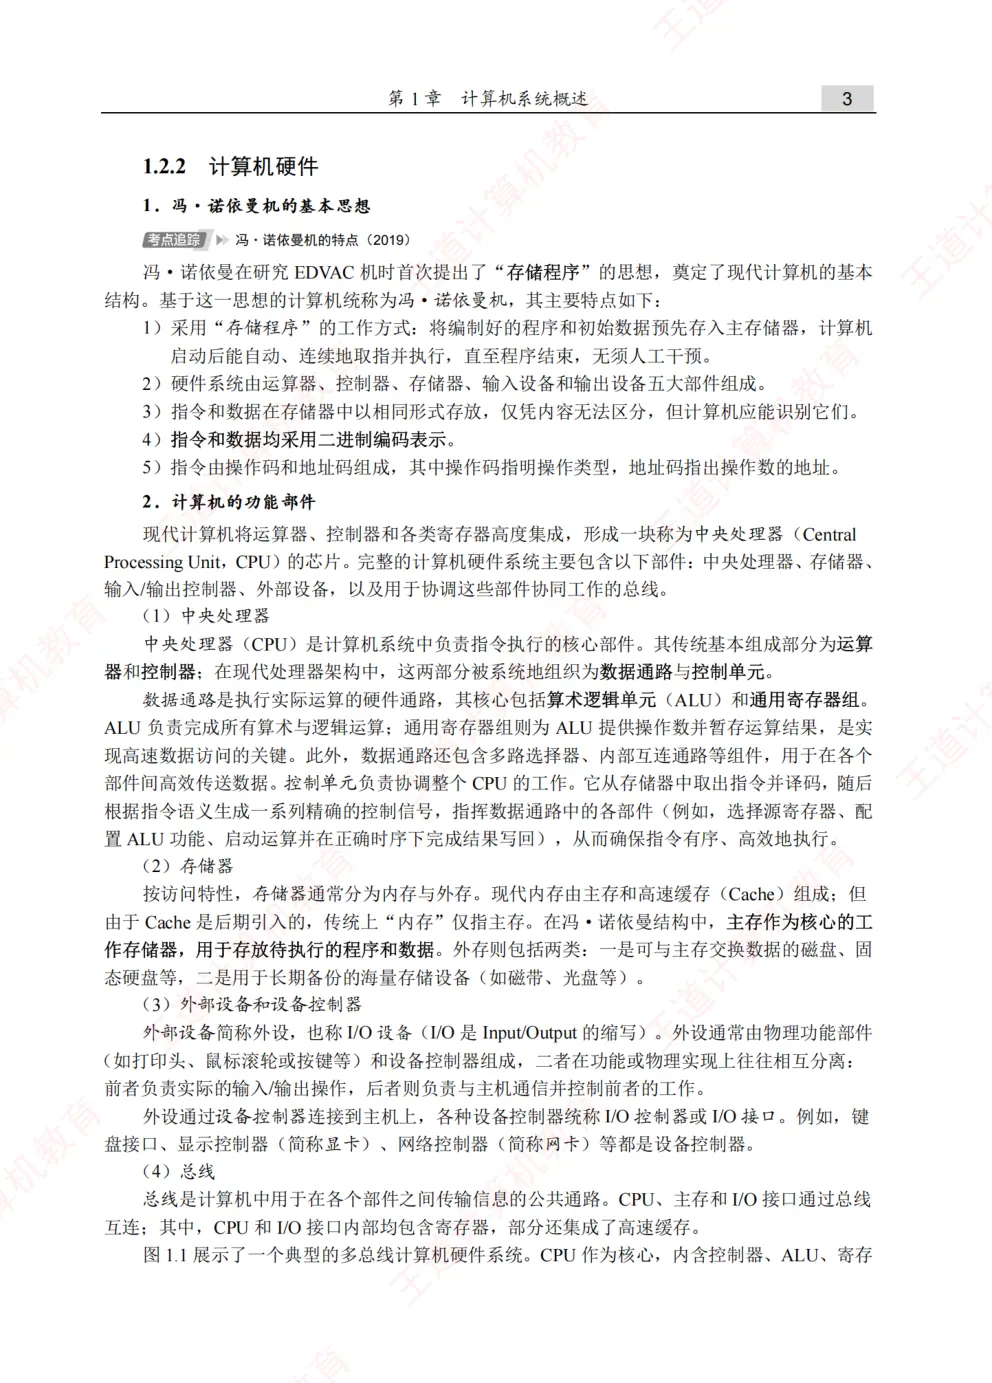 第 1 章 计算机系统概述 3
1.2.2 计算机硬件
1．冯·诺依曼机的基本思想
考点追踪 冯·诺依曼机的特点（2019）
冯·诺依曼在研究 EDVAC 机时首次提出了“存储程序”的思想，奠定了现代计算机的基本
结构。基于这一思想的计算机统称为冯·诺依曼机，其主要特点如下：
1）采用“存储程序”的工作方式：将编制好的程序和初始数据预先存入主存储器，计算机
启动后能自动、连续地取指并执行，直至程序结束，无须人工干预。
2）硬件系统由运算器、控制器、存储器、输入设备和输出设备五大部件组成。
3）指令和数据在存储器中以相同形式存放，仅凭内容无法区分，但计算机应能识别它们。
4）指令和数据均采用二进制编码表示。
5）指令由操作码和地址码组成，其中操作码指明操作类型，地址码指出操作数的地址。
2．计算机的功能部件
现代计算机将运算器、控制器和各类寄存器高度集成，形成一块称为中央处理器（Central
Processing Unit，CPU）的芯片。完整的计算机硬件系统主要包含以下部件：中央处理器、存储器、
输入/输出控制器、外部设备，以及用于协调这些部件协同工作的总线。
（1）中央处理器
中央处理器（CPU）是计算机系统中负责指令执行的核心部件。其传统基本组成部分为运算
器和控制器；在现代处理器架构中，这两部分被系统地组织为数据通路与控制单元。
数据通路是执行实际运算的硬件通路，其核心包括算术逻辑单元（ALU）和通用寄存器组。
ALU 负责完成所有算术与逻辑运算；通用寄存器组则为 ALU 提供操作数并暂存运算结果，是实
现高速数据访问的关键。此外，数据通路还包含多路选择器、内部互连通路等组件，用于在各个
部件间高效传送数据。控制单元负责协调整个 CPU 的工作。它从存储器中取出指令并译码，随后
根据指令语义生成一系列精确的控制信号，指挥数据通路中的各部件（例如，选择源寄存器、配
置 ALU 功能、启动运算并在正确时序下完成结果写回），从而确保指令有序、高效地执行。
（2）存储器
按访问特性，存储器通常分为内存与外存。现代内存由主存和高速缓存（Cache）组成；但
由于 Cache 是后期引入的，传统上“内存”仅指主存。在冯·诺依曼结构中，主存作为核心的工
作存储器，用于存放待执行的程序和数据。外存则包括两类：一是可与主存交换数据的磁盘、固
态硬盘等，二是用于长期备份的海量存储设备（如磁带、光盘等）。
（3）外部设备和设备控制器
外部设备简称外设，也称 I/O 设备（I/O 是 Input/Output 的缩写）。外设通常由物理功能部件
（如打印头、鼠标滚轮或按键等）和设备控制器组成，二者在功能或物理实现上往往相互分离：
前者负责实际的输入/输出操作，后者则负责与主机通信并控制前者的工作。
外设通过设备控制器连接到主机上，各种设备控制器统称 I/O 控制器或 I/O 接口。例如，键
盘接口、显示控制器（简称显卡）、网络控制器（简称网卡）等都是设备控制器。
（4）总线
总线是计算机中用于在各个部件之间传输信息的公共通路。CPU、主存和 I/O 接口通过总线
互连；其中，CPU 和 I/O 接口内部均包含寄存器，部分还集成了高速缓存。
图 1.1 展示了一个典型的多总线计算机硬件系统。CPU 作为核心，内含控制器、ALU、寄存